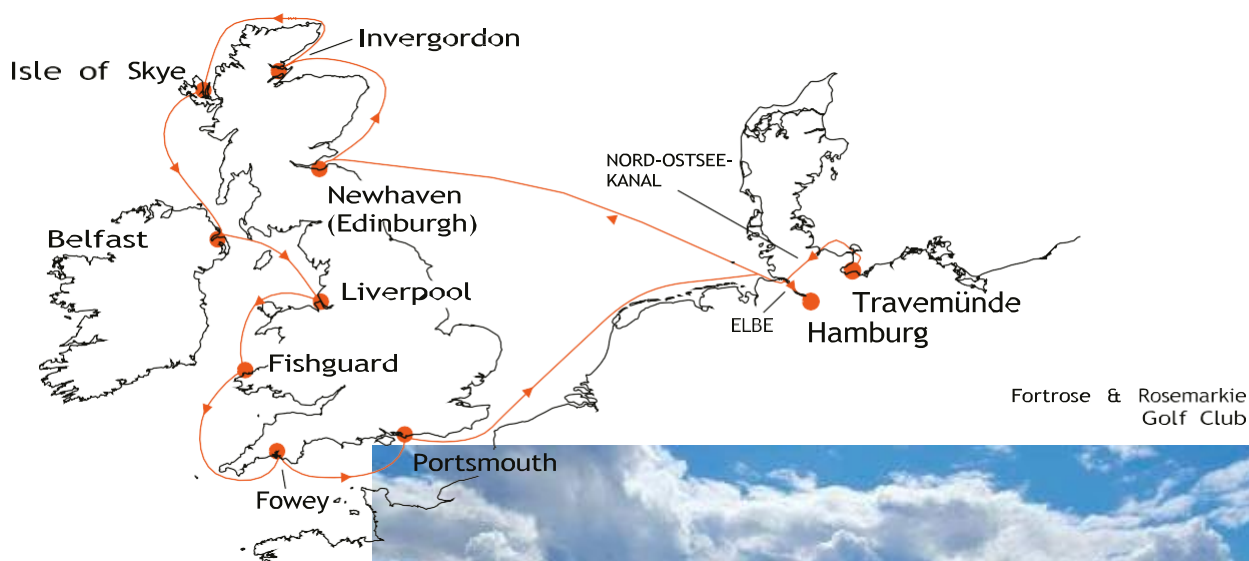 Invergordon
Isle of Skye
NORD-OSTSEE-
KANAL
Newhaven
(Edinburgh)
Belfast
Liverpool
Travemünde
ELBE
Hamburg
Fishguard
Fortrose & Rosemarkie
Golf Club
Portsmouth
Fowey